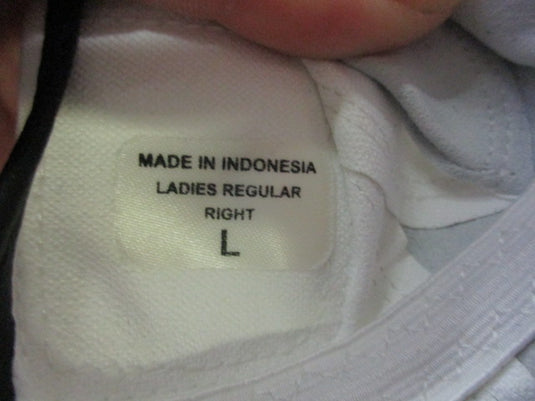 MADE IN INDONESIA
LADIES REGULAR
RIGHT
L